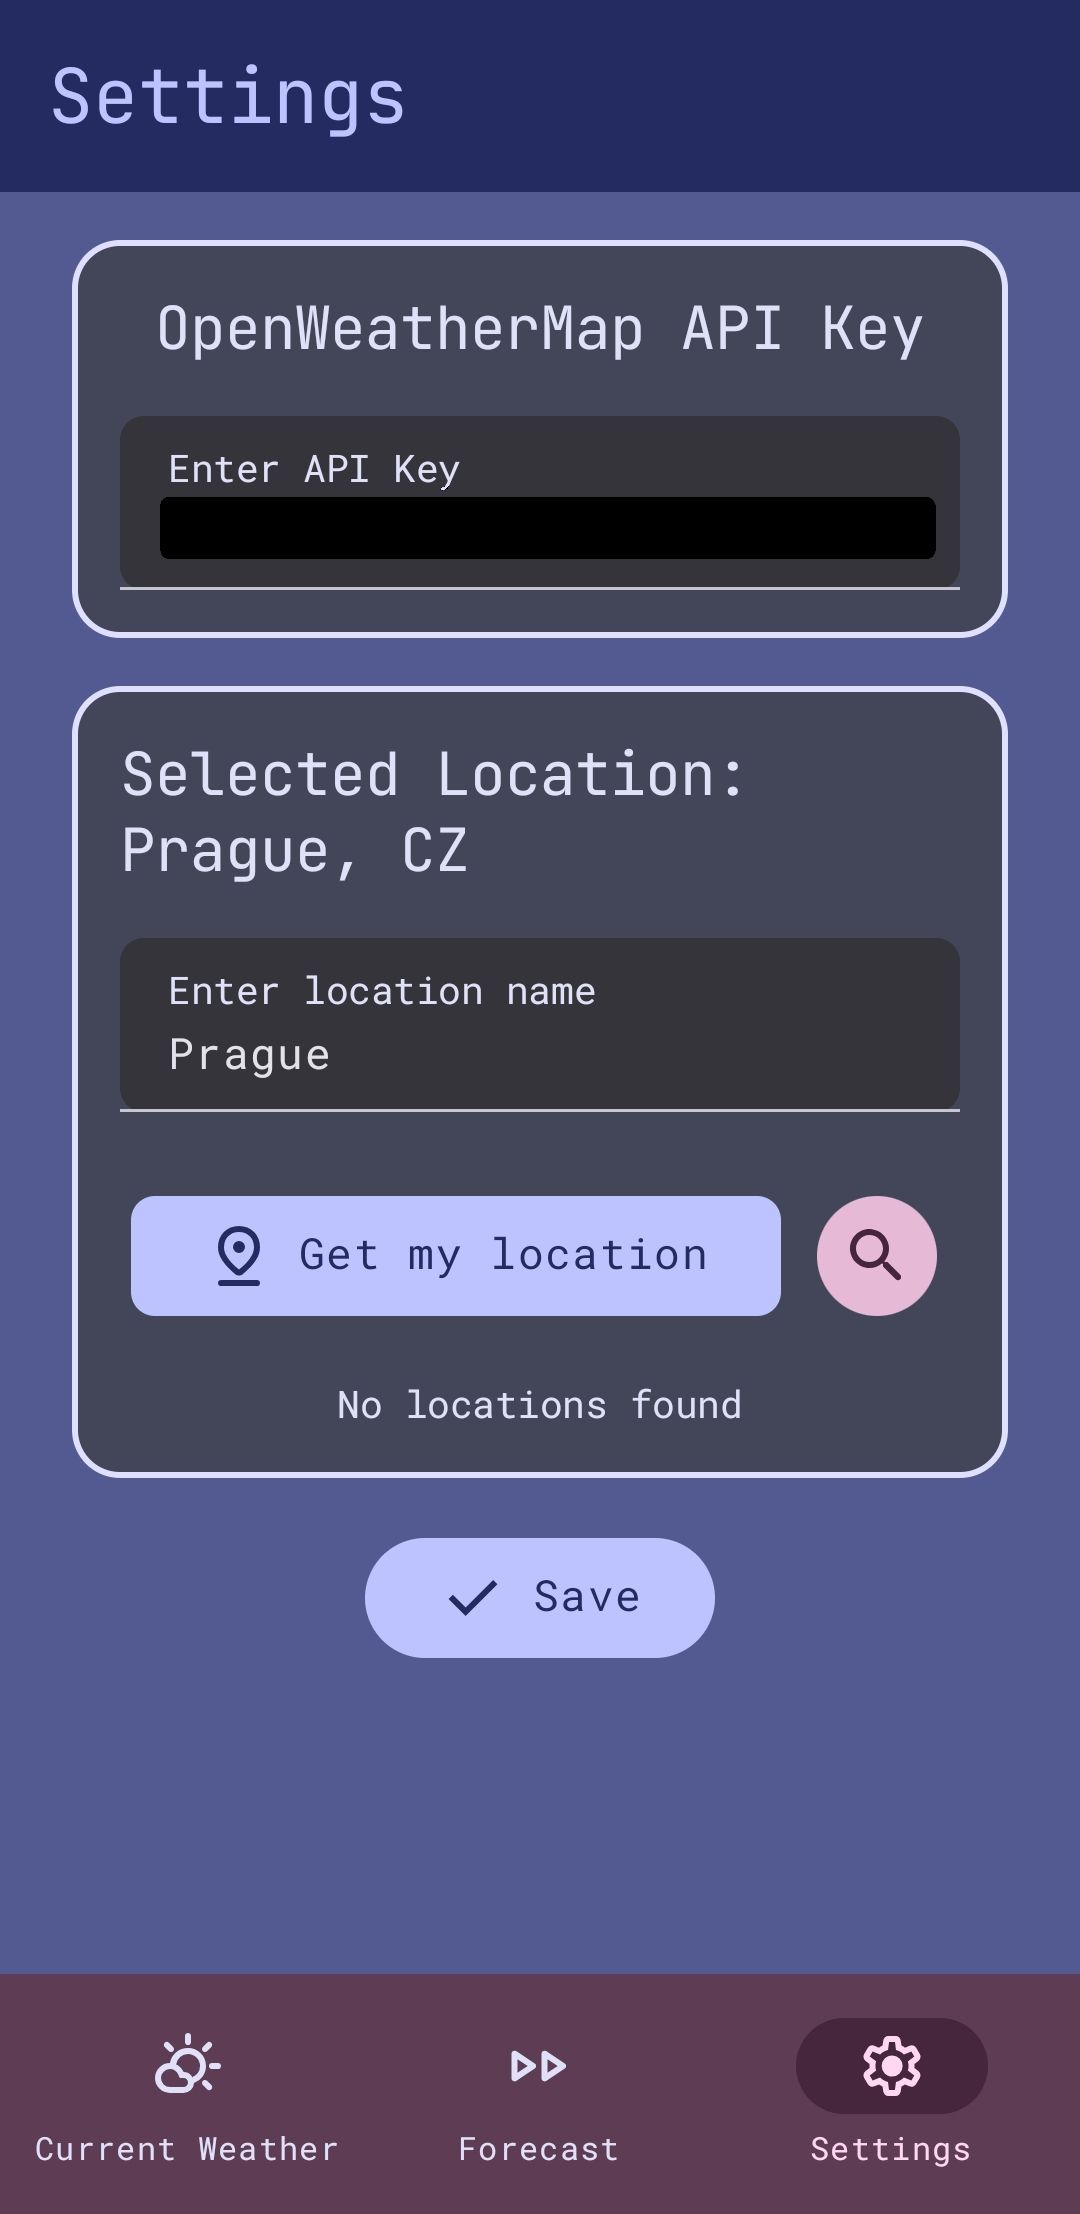 Settings
OpenWeatherMap API Key
Enter API Key
Selected Location:
Prague, CZ
Enter location name
Prague
Get my location
No locations found
Save
Current Weather
Forecast
Settings